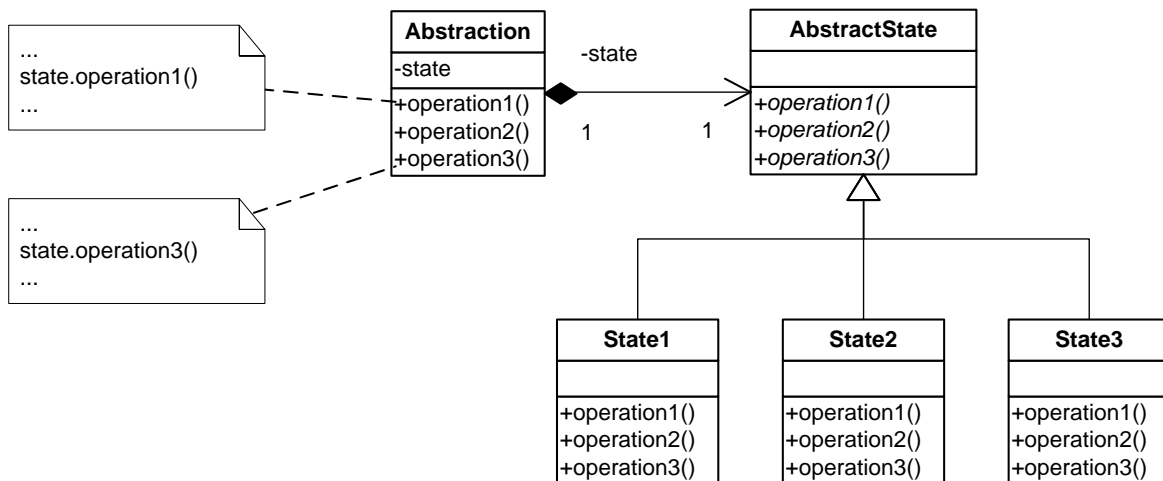 ...
state.operation1()
...
...
state.operation3()
...
Abstraction
-state
+operation1()
+operation2()
+operation3()
-state
1
1
AbstractState
+operation1()
+operation2()
+operation3()
State1
+operation1()
+operation2()
+operation3()
State2
+operation1()
+operation2()
+operation3()
State3
+operation1()
+operation2()
+operation3()